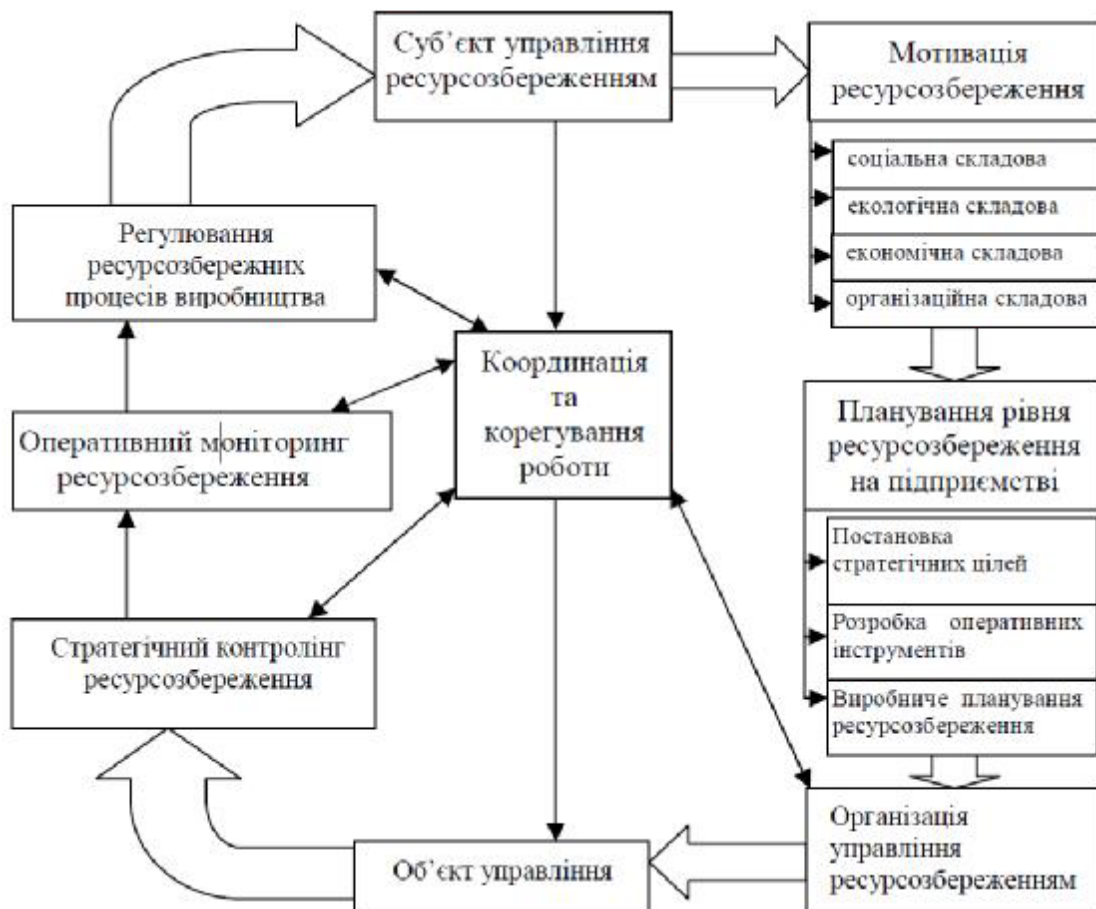 Суб’єкт управління
ресурсозбереженням
Мотивація
ресурсозбереження
соціальна складова
екологічна складова
економічна складова
організаційна складова
Регулювання
ресурсозбережних
процесів виробництва
Координація
та
корегування
роботи
Планування рівня
ресурсозбереження
на підприємстві
Оперативний моніторинг
ресурсозбереження
Постановка
стратегічних цілей
Розробка оперативних
інструментів
Виробниче планування
ресурсозбереження
Стратегічний контролінг
ресурсозбереження
Організація
управління
ресурсозбереженням
Об’єкт управління